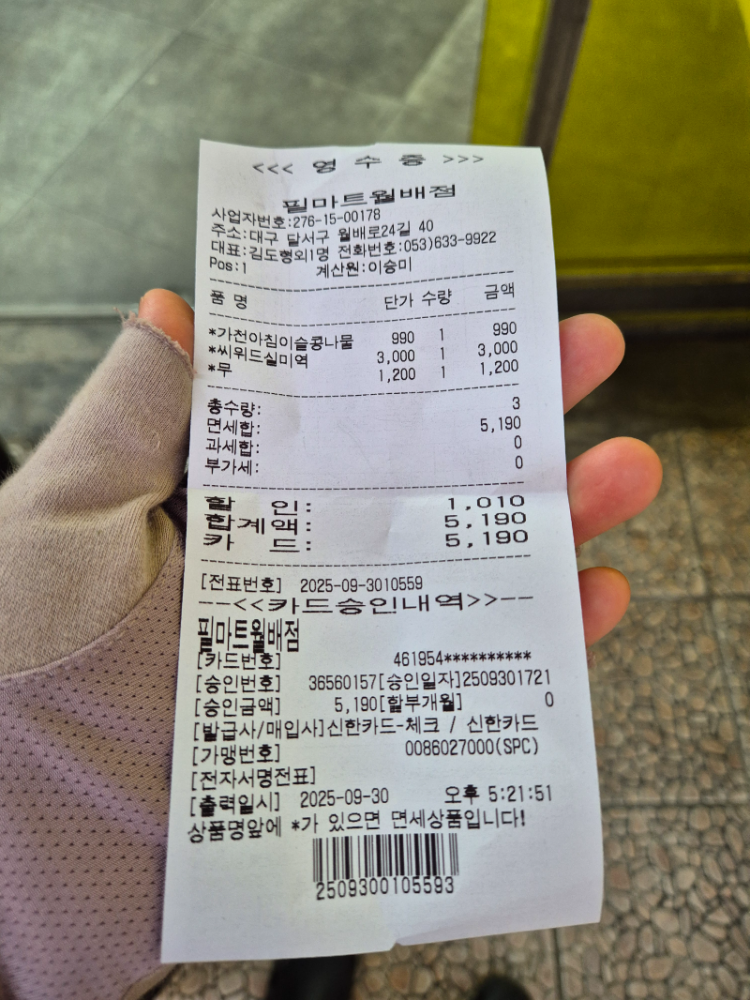 <<< 영 수 증 >>>
필마트월배점
사업자번호:276-15-00178
주소:대구 달서구 월배로24길 40
대표:김도형외1명 전화번호:053)633-9922
Pos:1 계산원:이승미
품 명 단가 수량 금액
*가천아침이슬콩나물 990 1 990
*씨위드실미역 3,000 1 3,000
*무 1,200 1 1,200
총수량: 3
면세합: 5,190
과세합: 0
부가세: 0
할 인: 1,010
합계액: 5,190
카 드: 5,190
[전표번호] 2025-09-3010559
--<<카드승인내역>>--
필마트월배점
[카드번호] 461954**********
[승인번호] 36560157[승인일자]2509301721
[승인금액] 5,190[할부개월] 0
[발급사/매입사]신한카드-체크 / 신한카드
[가맹번호] 0086027000(SPC)
[전자서명전표]
[출력일시] 2025-09-30 오후 5:21:51
상품명앞에 *가 있으면 면세상품입니다!
2509300105593